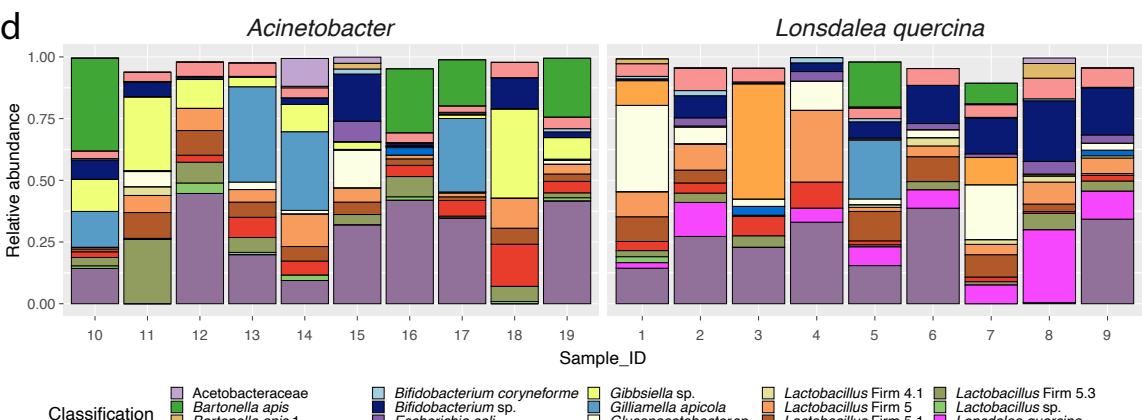 d
Acinetobacter
Lonsdalea quercina
Relative abundance
1.00
0.75
0.50
0.25
0.00
10 11 12 13 14 15 16 17 18 19 1 2 3 4 5 6 7 8 9
Sample_ID
Classification
Acetobacteraceae
Bartonella apis
Bifidobacterium coryneforme
Bifidobacterium sp.
Gibbsiella sp.
Gilliamella apicola
Lactobacillus Firm 4.1
Lactobacillus Firm 5
Lactobacillus Firm 5.3
Lactobacillus sp.